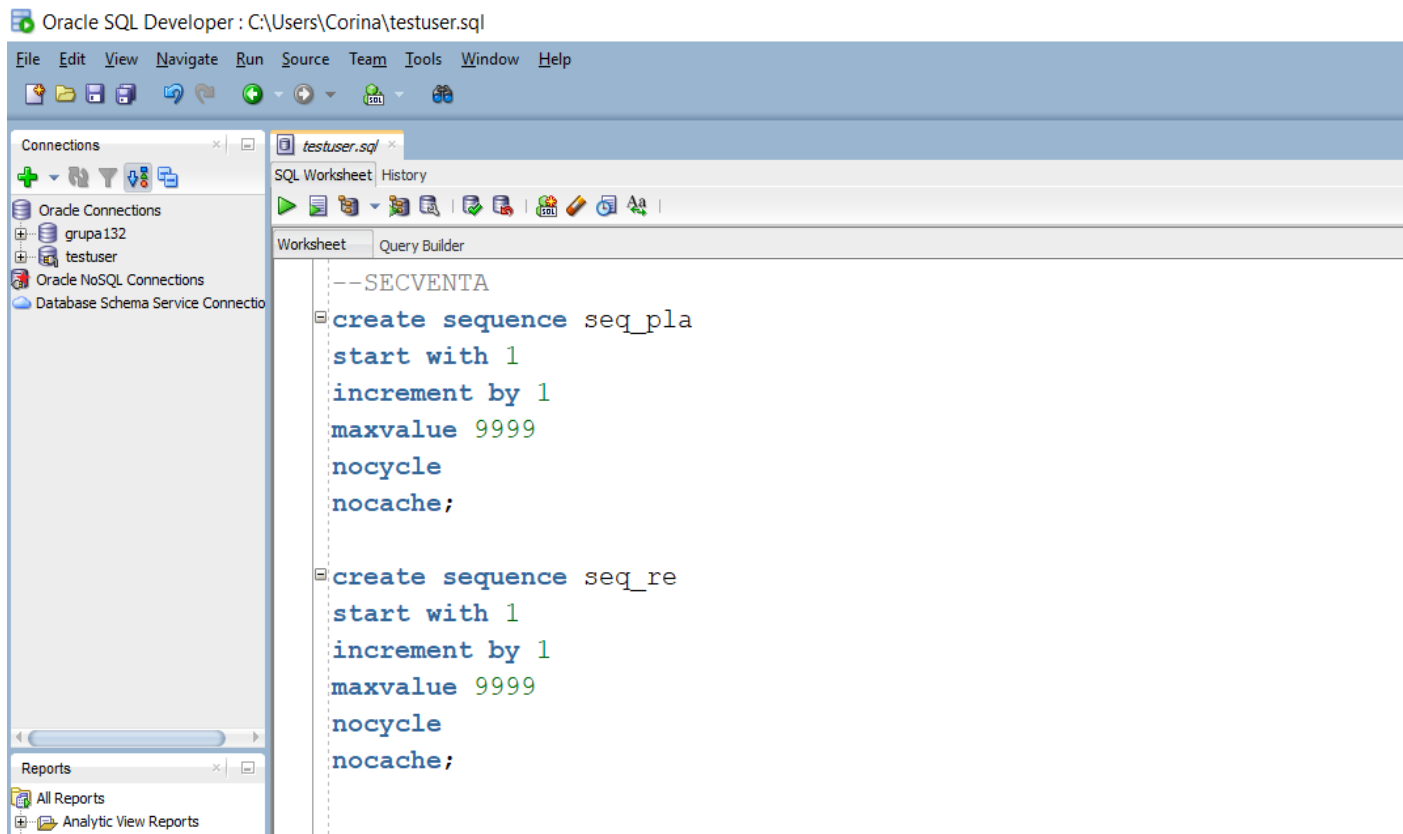 Oracle SQL Developer : C:\Users\Corina\testuser.sql
File Edit View Navigate Run Source Team Tools Window Help
Connections
Oracle Connections
grupa132
testuser
Oracle NoSQL Connections
Database Schema Service Connectio
Reports
All Reports
Analytic View Reports
testuser.sql
SQL Worksheet History
Worksheet Query Builder
--SECVENTA
create sequence seq_pla
start with 1
increment by 1
maxvalue 9999
nocycle
nocache;
create sequence seq_re
start with 1
increment by 1
maxvalue 9999
nocycle
nocache;